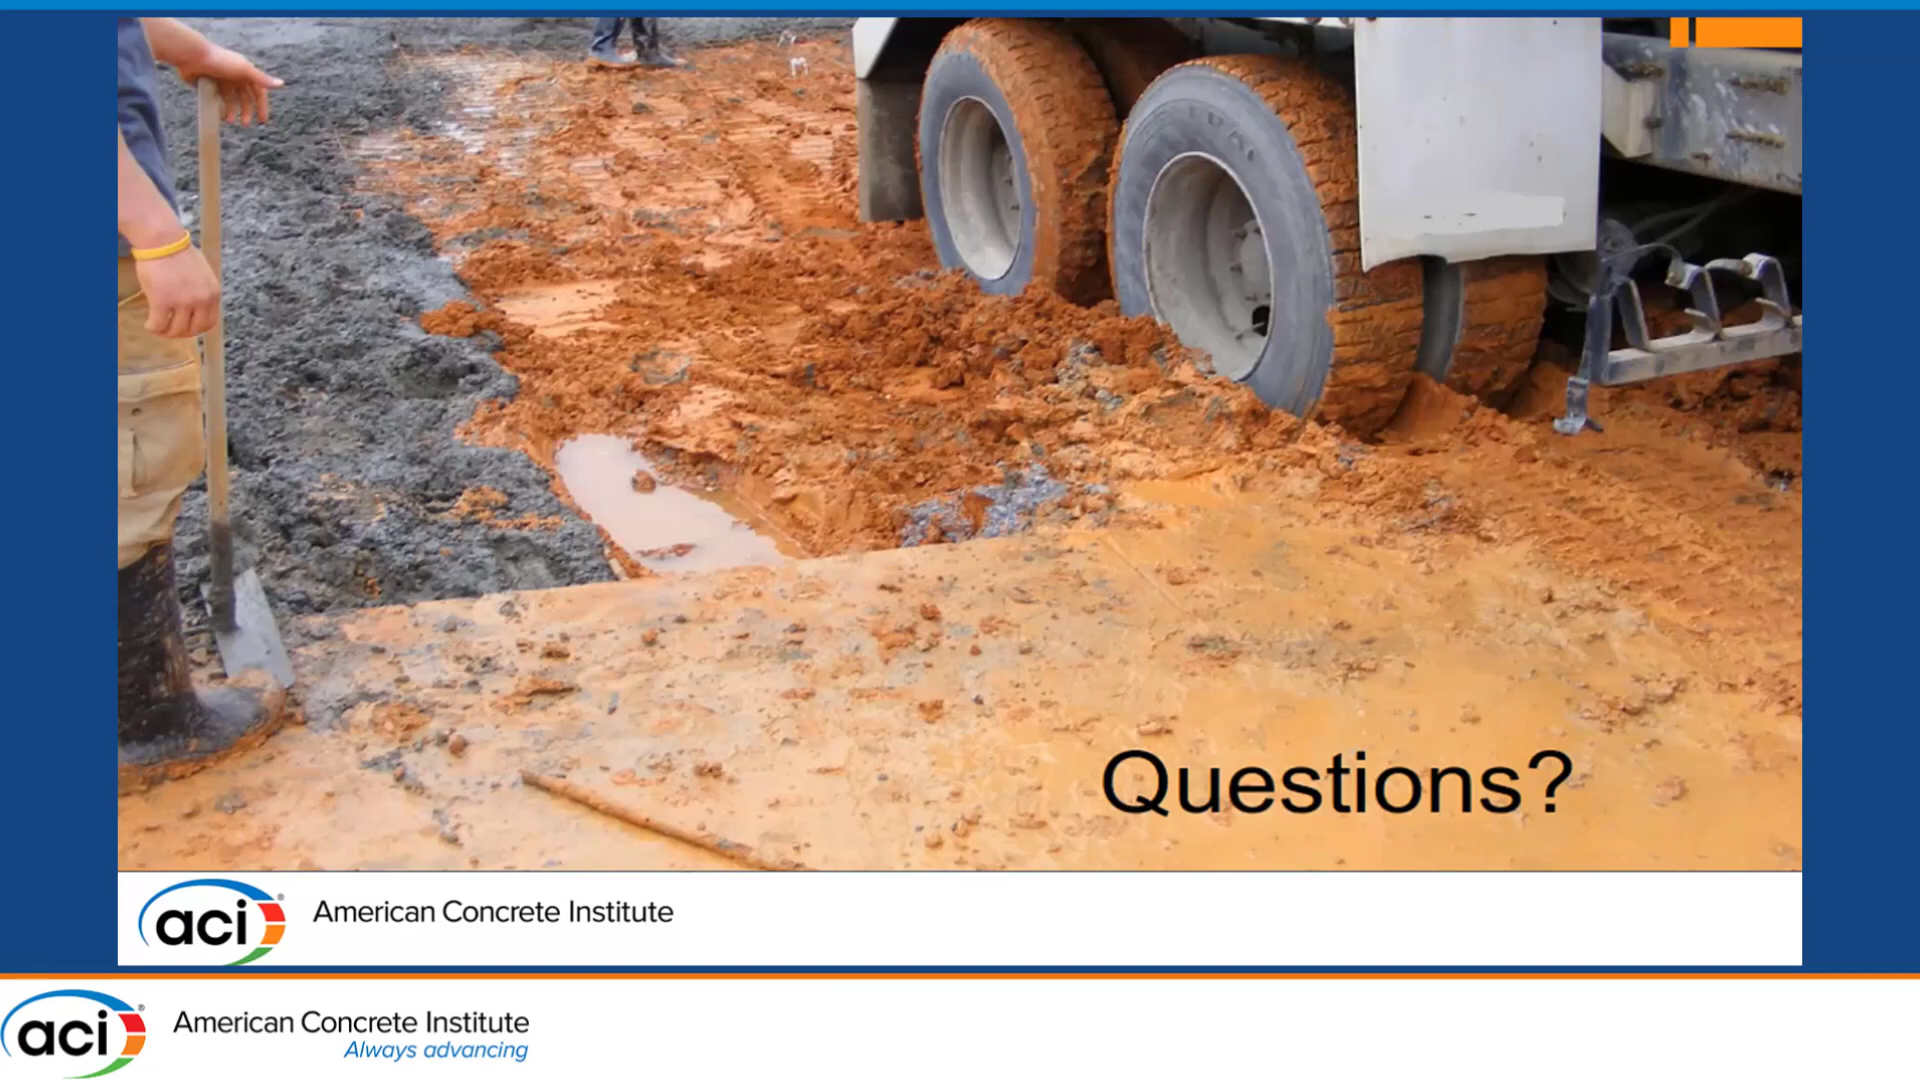 Questions?
aci®
American Concrete Institute
aci®
American Concrete Institute
Always advancing